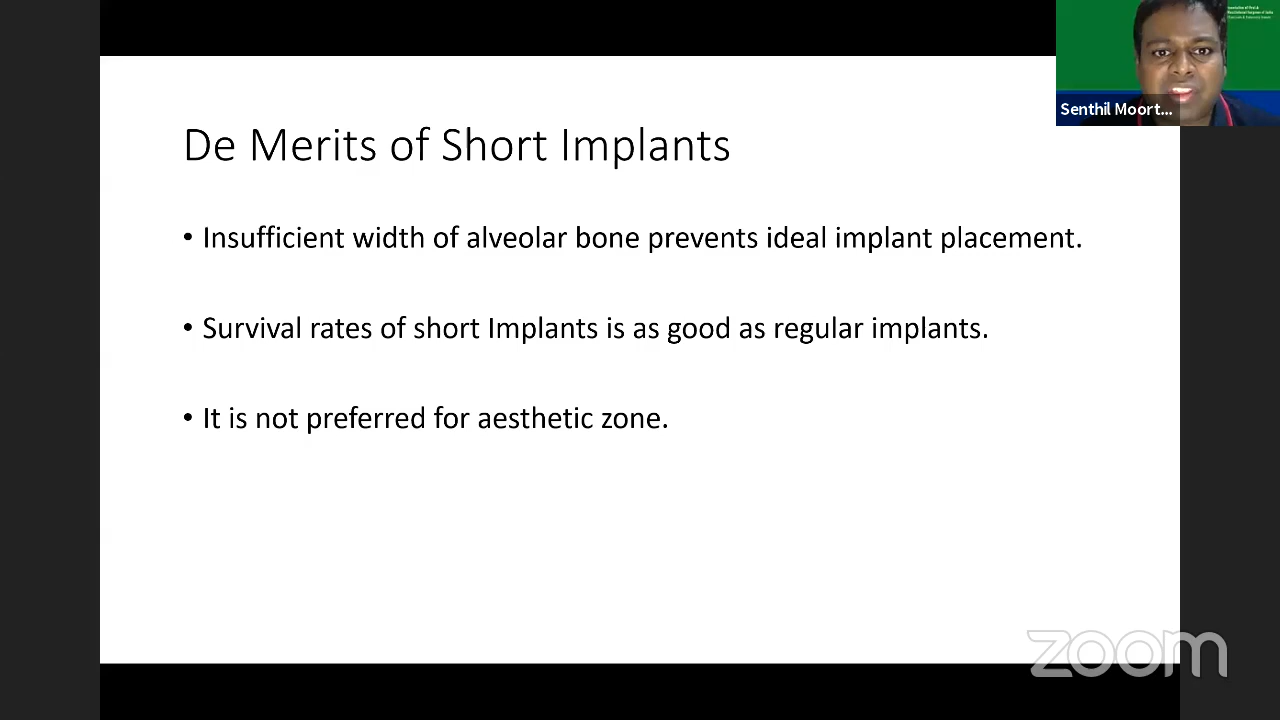 De Merits of Short Implants
• Insufficient width of alveolar bone prevents ideal implant placement.
• Survival rates of short Implants is as good as regular implants.
• It is not preferred for aesthetic zone.
Senthil Moort...
zoom